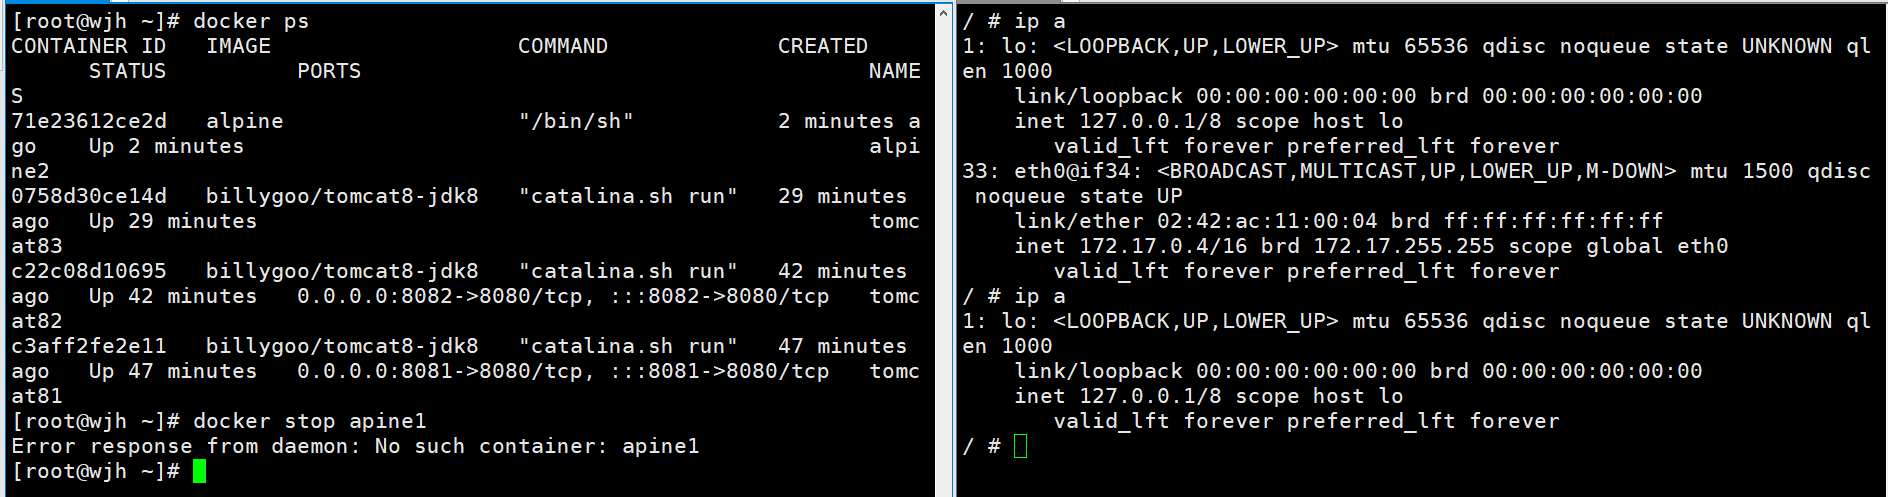 [root@wjh ~]# docker ps
CONTAINER ID   IMAGE                   COMMAND             CREATED
      STATUS          PORTS                                       NAME
S
71e23612ce2d   alpine                  "/bin/sh"           2 minutes a
go    Up 2 minutes                                                alpi
ne2
0758d30ce14d   billygoo/tomcat8-jdk8   "catalina.sh run"   29 minutes
ago   Up 29 minutes                                               tomc
at83
c22c08d10695   billygoo/tomcat8-jdk8   "catalina.sh run"   42 minutes
ago   Up 42 minutes   0.0.0.0:8082->8080/tcp, :::8082->8080/tcp   tomc
at82
c3aff2fe2e11   billygoo/tomcat8-jdk8   "catalina.sh run"   47 minutes
ago   Up 47 minutes   0.0.0.0:8081->8080/tcp, :::8081->8080/tcp   tomc
at81
[root@wjh ~]# docker stop apine1
Error response from daemon: No such container: apine1
[root@wjh ~]#
/ # ip a
1: lo: <LOOPBACK,UP,LOWER_UP> mtu 65536 qdisc noqueue state UNKNOWN ql
en 1000
    link/loopback 00:00:00:00:00:00 brd 00:00:00:00:00:00
    inet 127.0.0.1/8 scope host lo
       valid_lft forever preferred_lft forever
33: eth0@if34: <BROADCAST,MULTICAST,UP,LOWER_UP,M-DOWN> mtu 1500 qdisc
 noqueue state UP
    link/ether 02:42:ac:11:00:04 brd ff:ff:ff:ff:ff:ff
    inet 172.17.0.4/16 brd 172.17.255.255 scope global eth0
       valid_lft forever preferred_lft forever
/ # ip a
1: lo: <LOOPBACK,UP,LOWER_UP> mtu 65536 qdisc noqueue state UNKNOWN ql
en 1000
    link/loopback 00:00:00:00:00:00 brd 00:00:00:00:00:00
    inet 127.0.0.1/8 scope host lo
       valid_lft forever preferred_lft forever
/ #